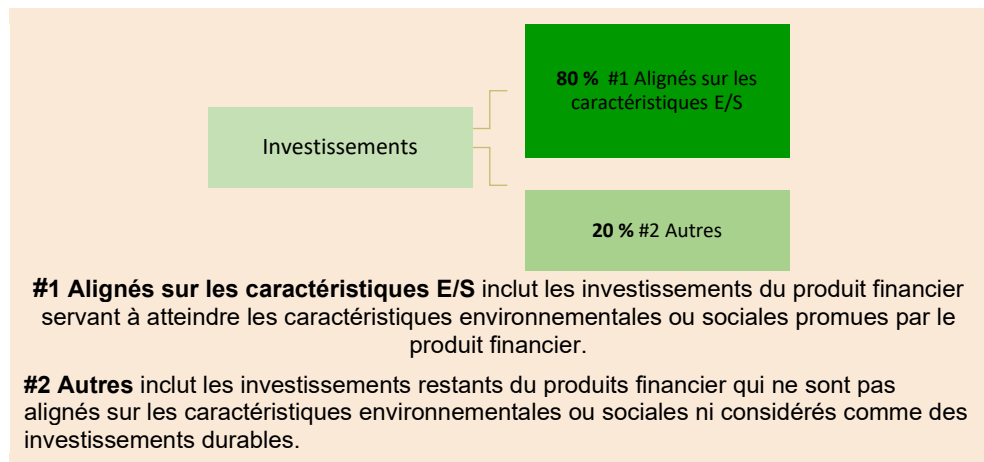 80 % #1 Alignés sur les
caractéristiques E/S
Investissements
20 % #2 Autres
#1 Alignés sur les caractéristiques E/S inclut les investissements du produit financier
servant à atteindre les caractéristiques environnementales ou sociales promues par le
produit financier.
#2 Autres inclut les investissements restants du produits financier qui ne sont pas
alignés sur les caractéristiques environnementales ou sociales ni considérés comme des
investissements durables.